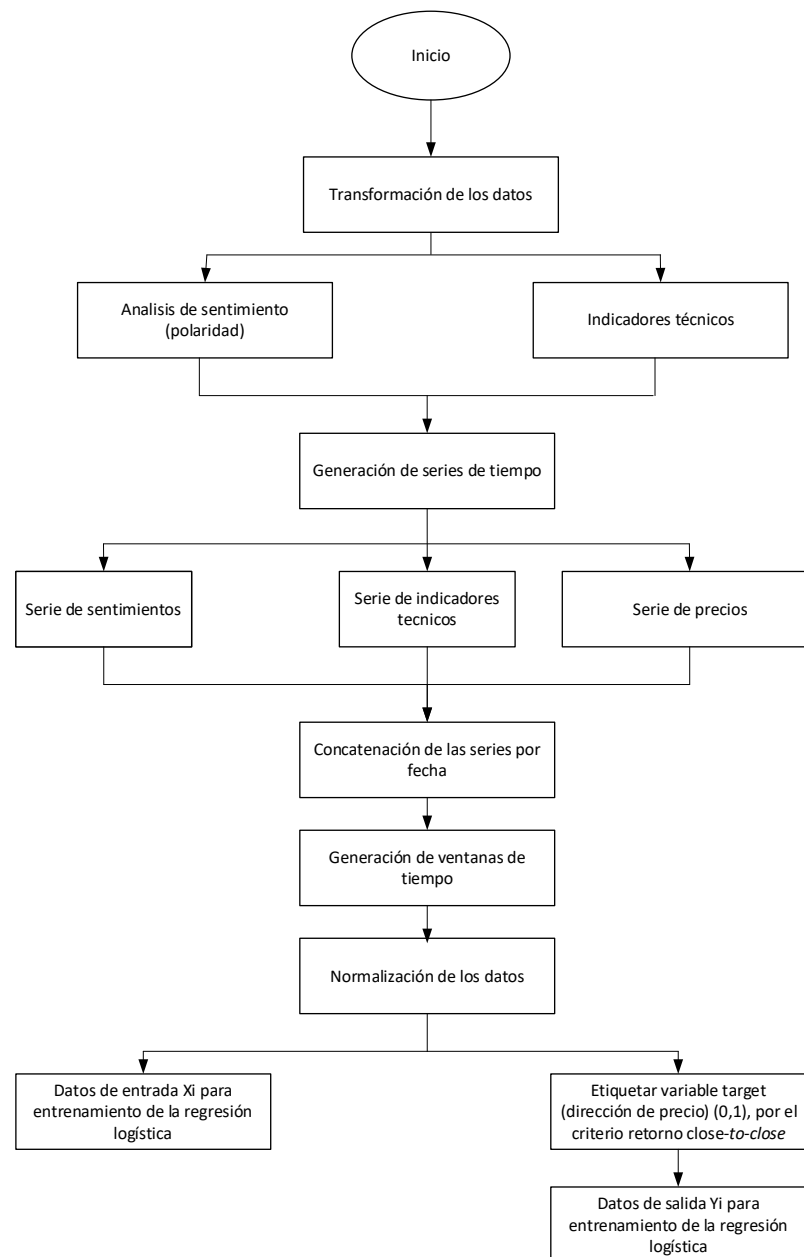 Inicio
Transformación de los datos
Analisis de sentimiento
(polaridad)
Indicadores técnicos
Generación de series de tiempo
Serie de sentimientos
Serie de indicadores
tecnicos
Serie de precios
Concatenación de las series por
fecha
Generación de ventanas de
tiempo
Normalización de los datos
Datos de entrada Xi para
entrenamiento de la regresión
logística
Etiquetar variable target
(dirección de precio) (0,1), por el
criterio retorno close-to-close
Datos de salida Yi para
entrenamiento de la regresión
logística